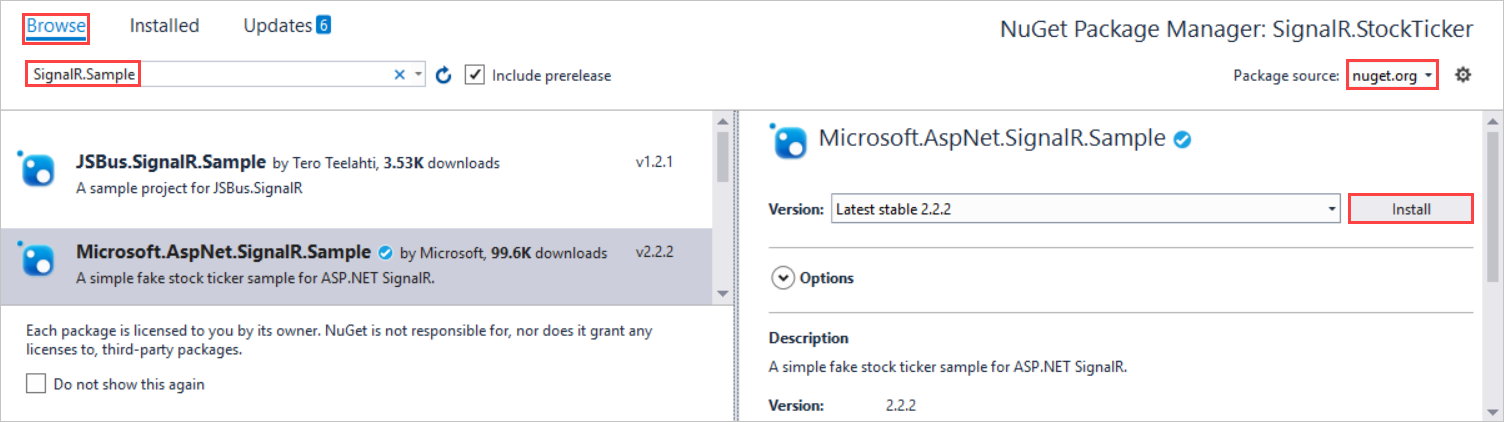 Browse Installed Updates 6
NuGet Package Manager: SignalR.StockTicker
SignalR.Sample Include prerelease
Package source: nuget.org
JSBus.SignalR.Sample by Tero Teelahti, 3.53K downloads v1.2.1
A sample project for JSBus.SignalR
Microsoft.AspNet.SignalR.Sample by Microsoft, 99.6K downloads v2.2.2
A simple fake stock ticker sample for ASP.NET SignalR.
Each package is licensed to you by its owner. NuGet is not responsible for, nor does it grant any
licenses to, third-party packages.
Do not show this again
Microsoft.AspNet.SignalR.Sample
Version: Latest stable 2.2.2 Install
Options
Description
A simple fake stock ticker sample for ASP.NET SignalR.
Version: 2.2.2